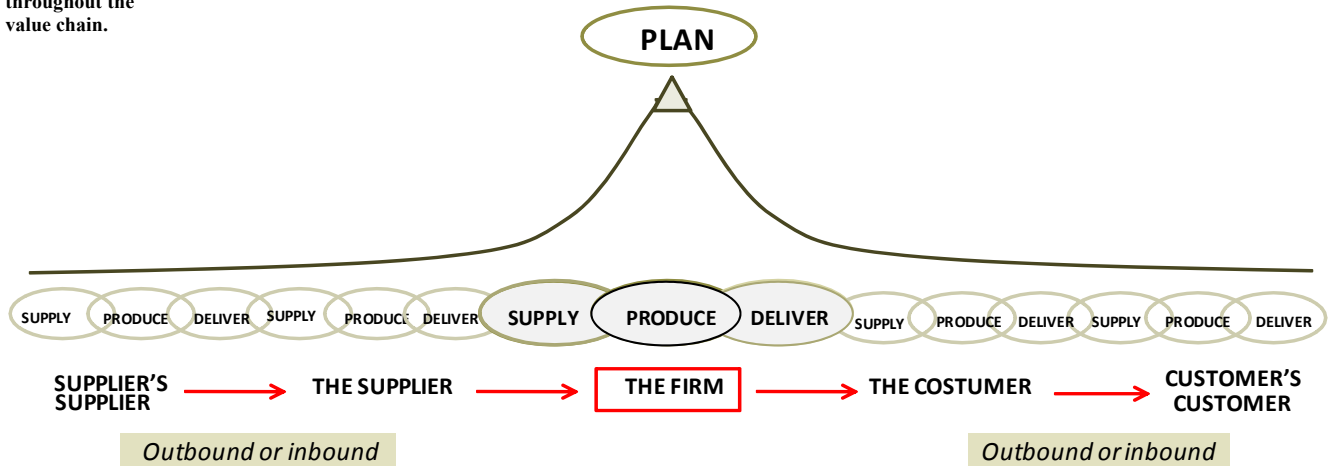 throughout the
value chain.
PLAN
SUPPLY PRODUCE DELIVER SUPPLY PRODUCE DELIVER SUPPLY PRODUCE DELIVER SUPPLY PRODUCE DELIVER SUPPLY PRODUCE DELIVER
SUPPLIER'S
SUPPLIER
THE SUPPLIER
THE FIRM
THE COSTUMER
CUSTOMER'S
CUSTOMER
Outbound or inbound
Outbound or inbound